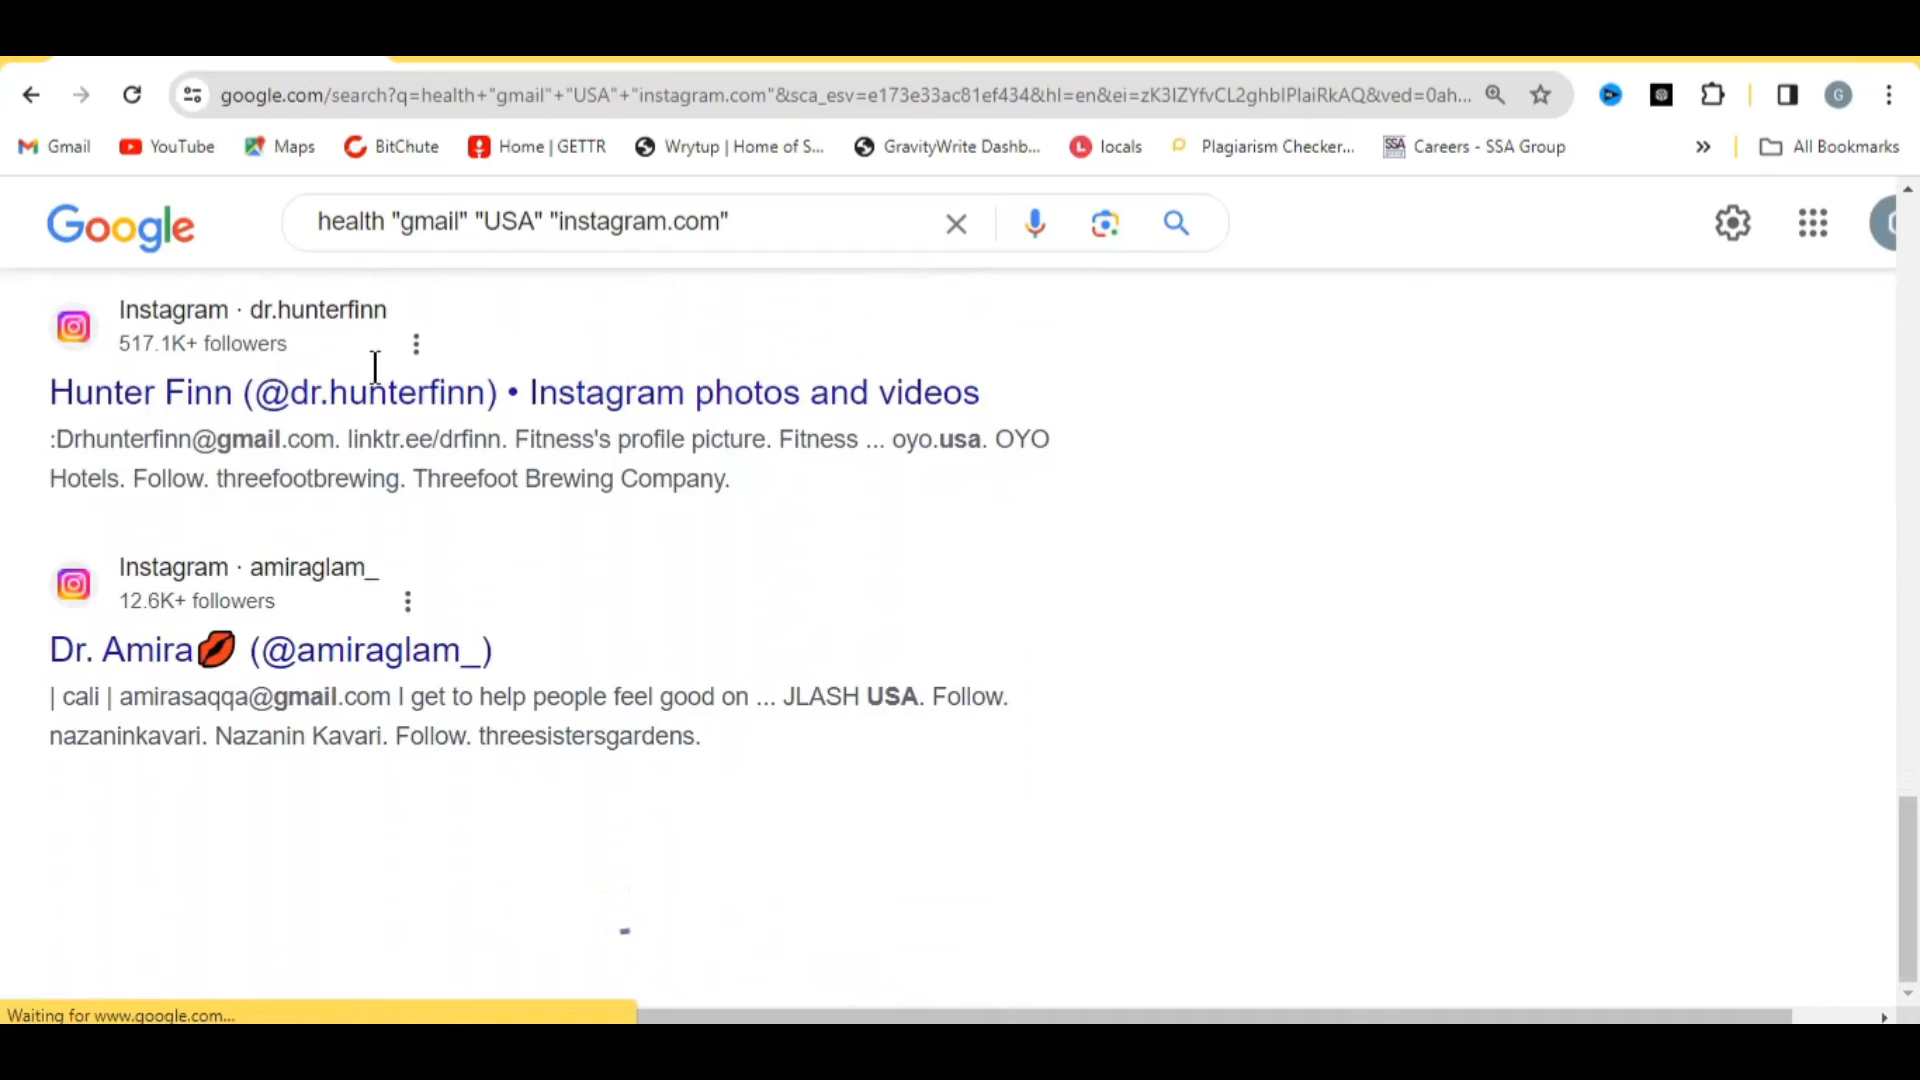 google.com/search?q=health+"gmail"+"USA"+"instagram.com"&sca_esv=e173e33ac81ef434&hl=en&ei=zK3IZYfvCL2ghbIPlaiRkAQ&ved=0ah...
G
Gmail YouTube Maps BitChute Home | GETTR Wrytup | Home of S... GravityWrite Dashb... locals Plagiarism Checker... Careers - SSA Group All Bookmarks
Google health "gmail" "USA" "instagram.com"
Instagram · dr.hunterfinn
517.1K+ followers
Hunter Finn (@dr.hunterfinn) • Instagram photos and videos
:Drhunterfinn@gmail.com. linktr.ee/drfinn. Fitness's profile picture. Fitness ... oyo.usa. OYO
Hotels. Follow. threefootbrewing. Threefoot Brewing Company.
Instagram · amiraglam_
12.6K+ followers
Dr. Amira💋 (@amiraglam_)
| cali | amirasaqqa@gmail.com I get to help people feel good on ... JLASH USA. Follow.
nazaninkavari. Nazanin Kavari. Follow. threesistersgardens.
Waiting for www.google.com...